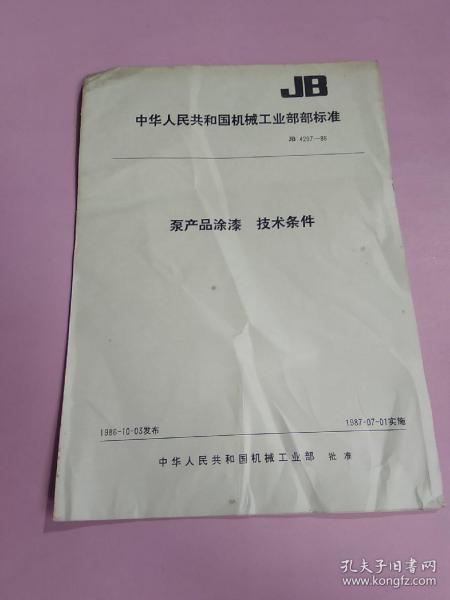 JB
中华人民共和国机械工业部部标准
JB 4297—86
泵产品涂漆 技术条件
1986-10-03发布
1987-07-01实施
中华人民共和国机械工业部 批准
孔夫子旧书网
www.kongfz.com